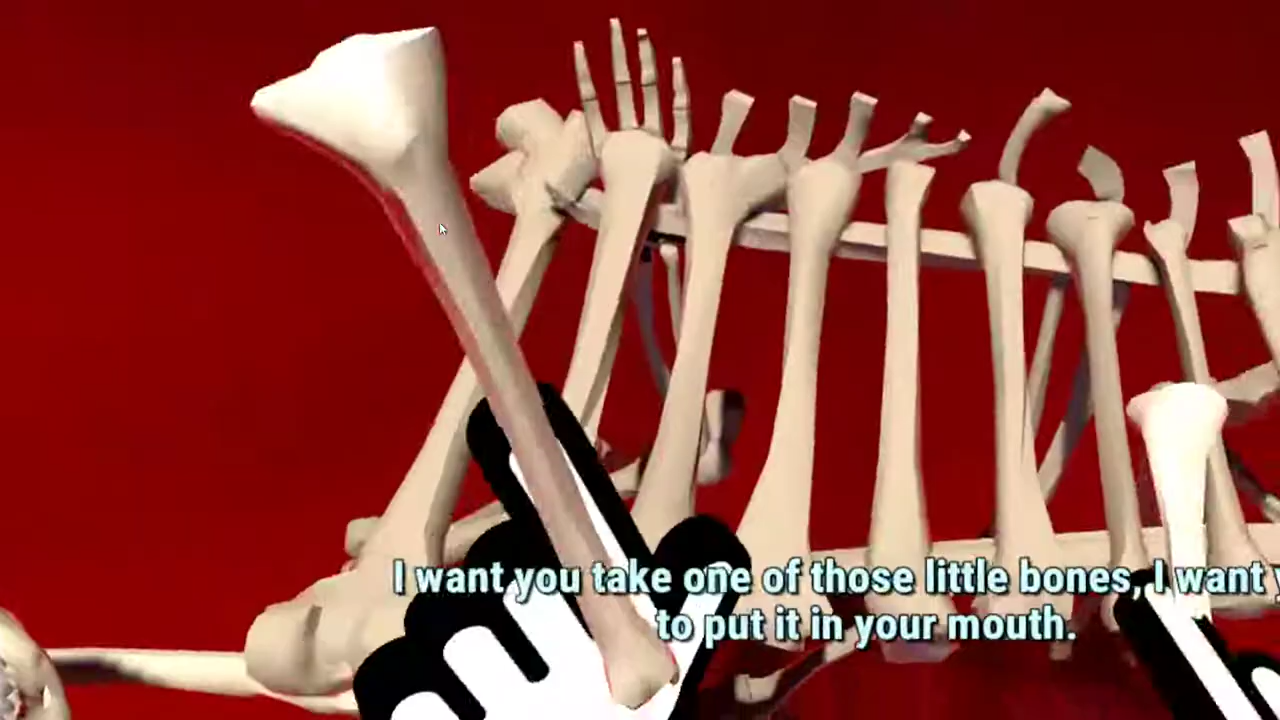 I want you take one of those little bones, I want
to put it in your mouth.